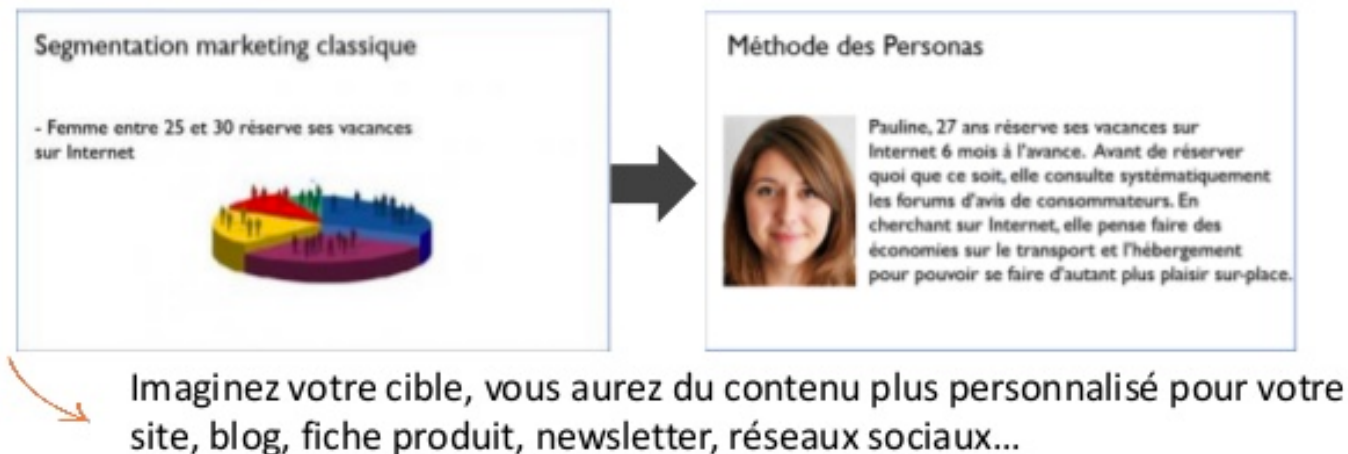 Segmentation marketing classique
- Femme entre 25 et 30 réserve ses vacances
sur Internet
Méthode des Personas
Pauline, 27 ans réserve ses vacances sur
Internet 6 mois á l'avance. Avant de réserver
quoi que ce soit, elle consulte systématiquement
les forums d'avis de consommateurs. En
cherchant sur Internet, elle pense faire des
économies sur le transport et l'hébergement
pour pouvoir se faire d'autant plus plaisir sur-place.
Imaginez votre cible, vous aurez du contenu plus personnalisé pour votre
site, blog, fiche produit, newsletter, réseaux sociaux...